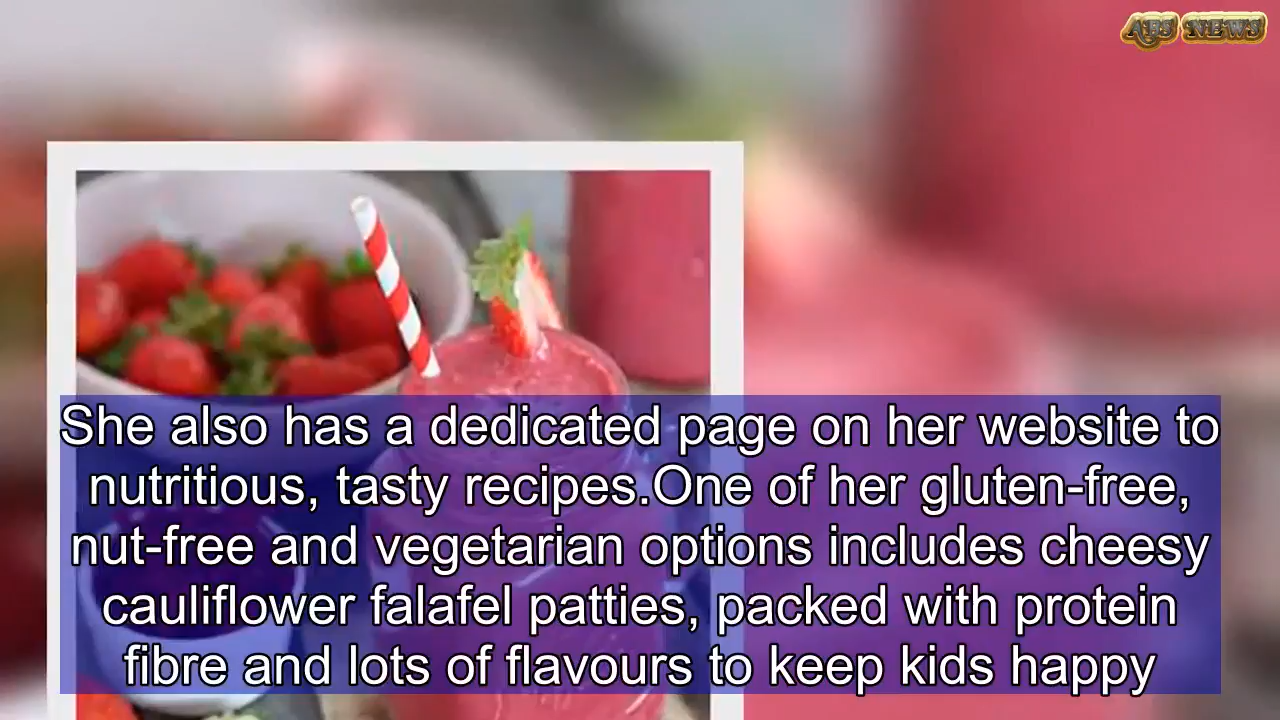 ABS NEWS
She also has a dedicated page on her website to
nutritious, tasty recipes.One of her gluten-free,
nut-free and vegetarian options includes cheesy
cauliflower falafel patties, packed with protein
fibre and lots of flavours to keep kids happy